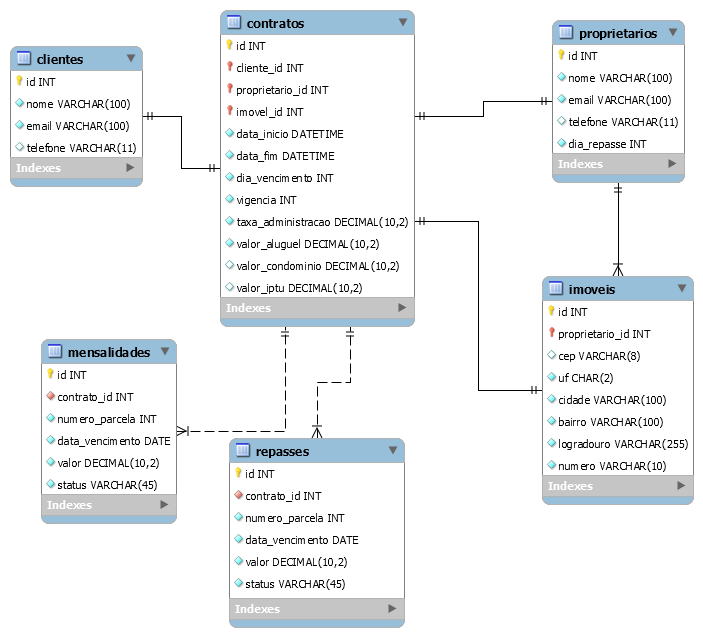 clientes
id INT
nome VARCHAR(100)
email VARCHAR(100)
telefone VARCHAR(11)
Indexes
contratos
id INT
cliente_id INT
proprietario_id INT
imovel_id INT
data_inicio DATETIME
data_fim DATETIME
dia_vencimento INT
vigencia INT
taxa_administracao DECIMAL(10,2)
valor_aluguel DECIMAL(10,2)
valor_condominio DECIMAL(10,2)
valor_iptu DECIMAL(10,2)
Indexes
proprietarios
id INT
nome VARCHAR(100)
email VARCHAR(100)
telefone VARCHAR(11)
dia_repasse INT
Indexes
imoveis
id INT
proprietario_id INT
cep VARCHAR(8)
uf CHAR(2)
cidade VARCHAR(100)
bairro VARCHAR(100)
logradouro VARCHAR(255)
numero VARCHAR(10)
Indexes
mensalidades
id INT
contrato_id INT
numero_parcela INT
data_vencimento DATE
valor DECIMAL(10,2)
status VARCHAR(45)
Indexes
repasses
id INT
contrato_id INT
numero_parcela INT
data_vencimento DATE
valor DECIMAL(10,2)
status VARCHAR(45)
Indexes